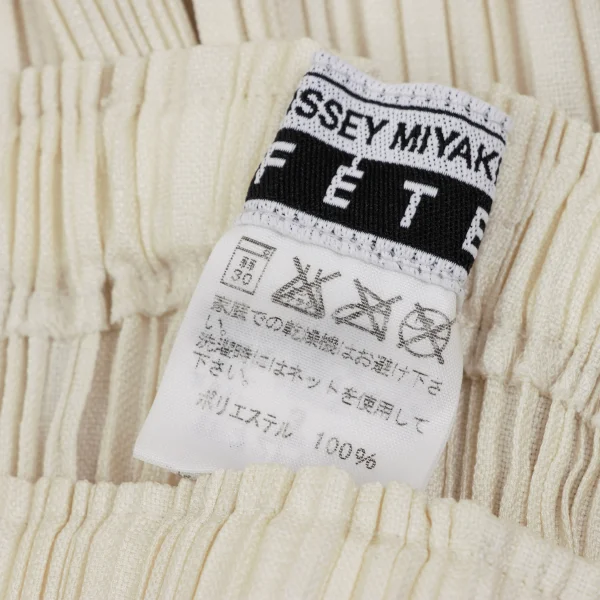 SSEY MIYAK
FÊTE
弱
30
家庭での乾燥機はお避け下さ
い。
洗濯時にはネットを使用して
下さい。
ポリエステル 100%